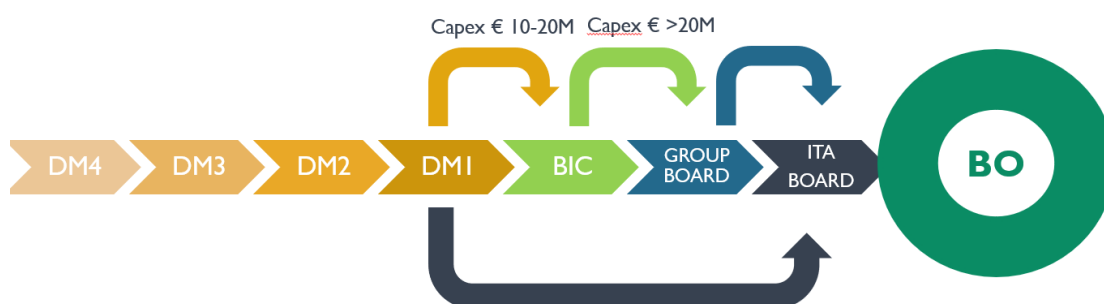 Capex € 10-20M
Capex € >20M
DM4
DM3
DM2
DM1
BIC
GROUP
BOARD
ITA
BOARD
BO